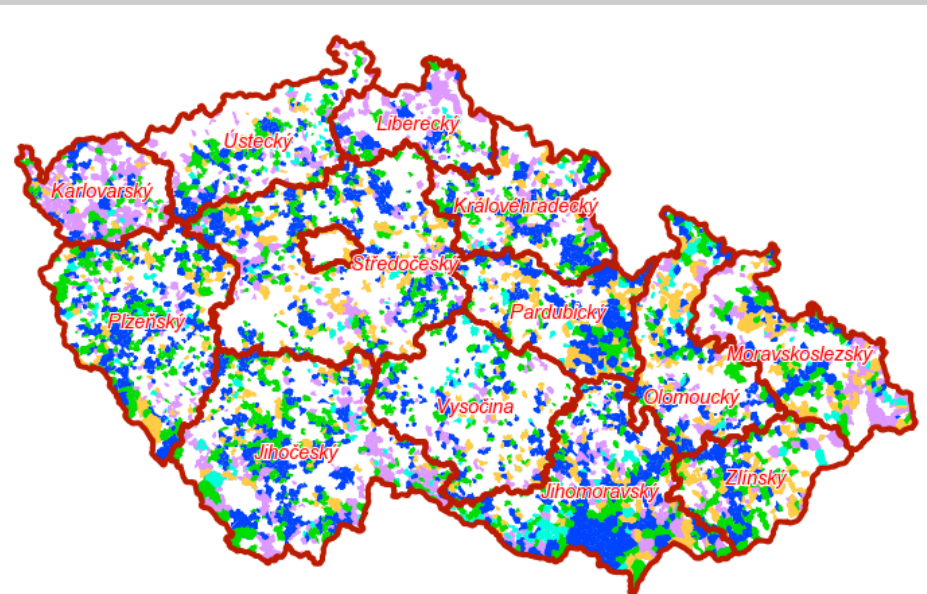 Liberecký
Ústecký
Karlovarský
Královéhradecký
Středočeský
Pardubický
Plzeňský
Moravskoslezský
Olomoucký
Vysočina
Jihočeský
Zlínský
Jihomoravský